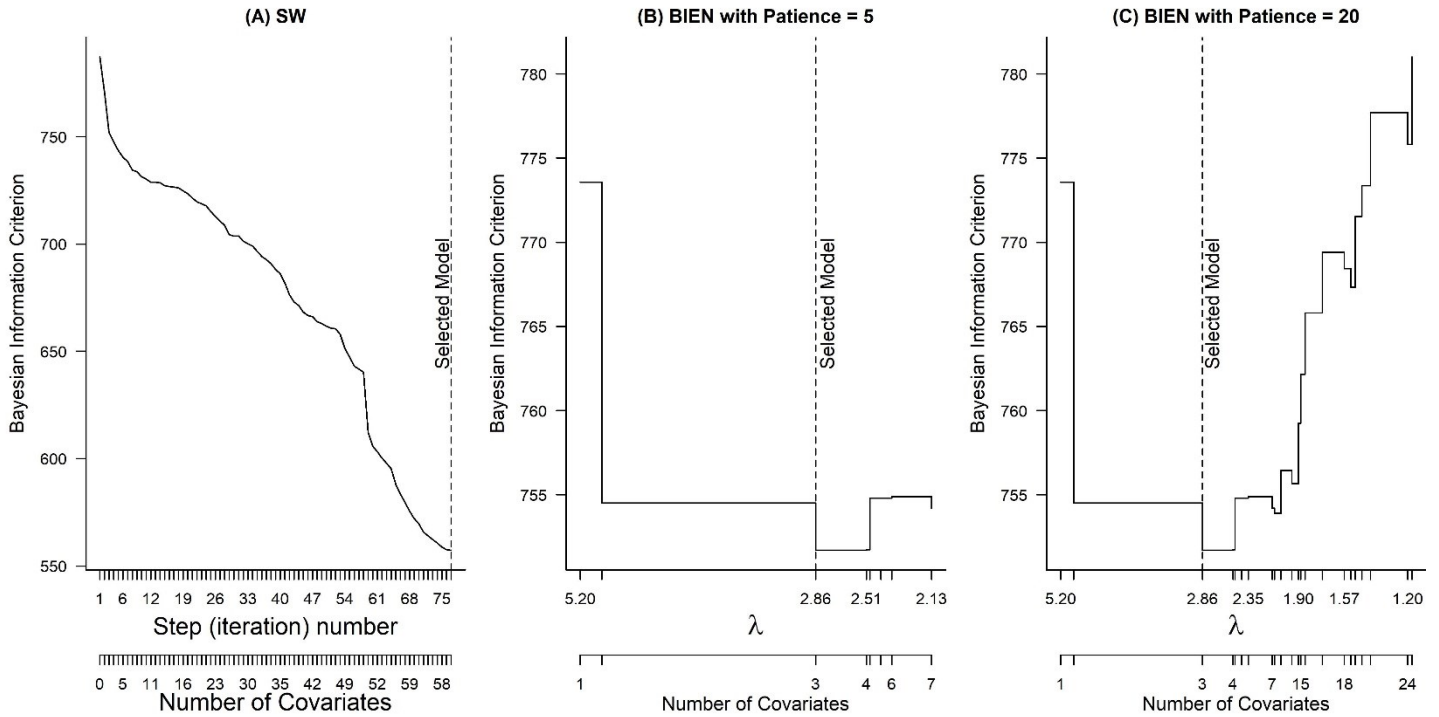 (A) SW
Bayesian Information Criterion
750
700
650
600
550
Selected Model
1 6 12 19 26 33 40 47 54 61 68 75
Step (iteration) number
0 5 11 16 23 33 35 42 49 52 59 58
Number of Covariates
(B) BIEN with Patience = 5
Bayesian Information Criterion
780
775
770
765
760
755
Selected Model
5.20 2.86 2.51 2.13
λ
1 3 4 6 7
Number of Covariates
(C) BIEN with Patience = 20
Bayesian Information Criterion
780
775
770
765
760
755
Selected Model
5.20 2.86 2.35 1.90 1.57 1.20
λ
1 3 4 7 15 18 24
Number of Covariates